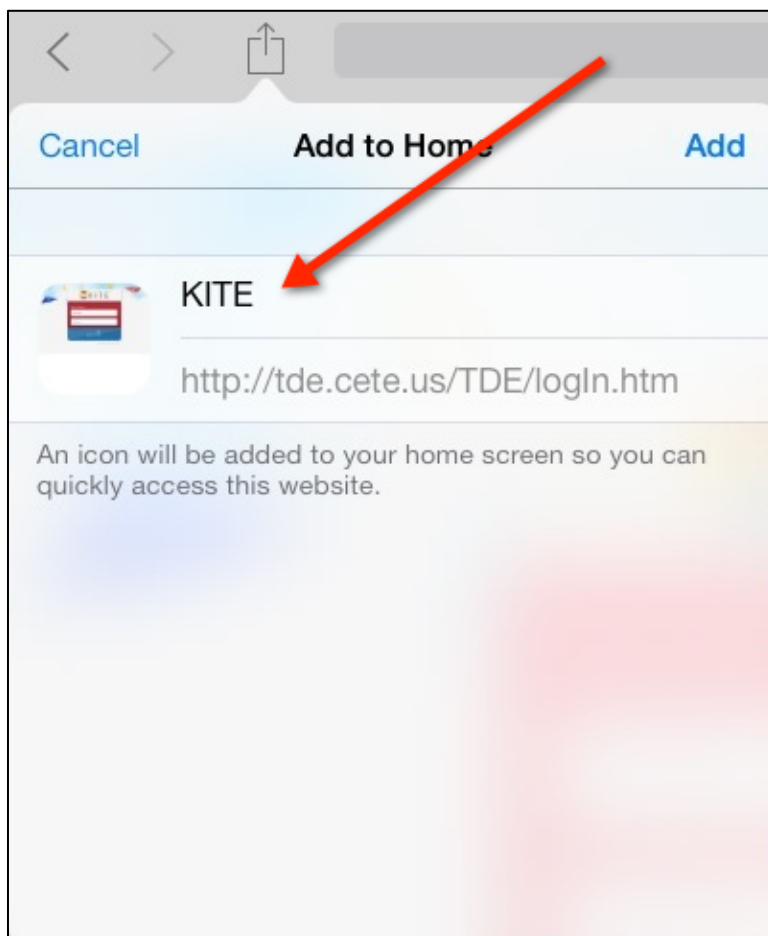 Cancel Add to Home Add
KITE
http://tde.cete.us/TDE/logIn.htm
An icon will be added to your home screen so you can
quickly access this website.